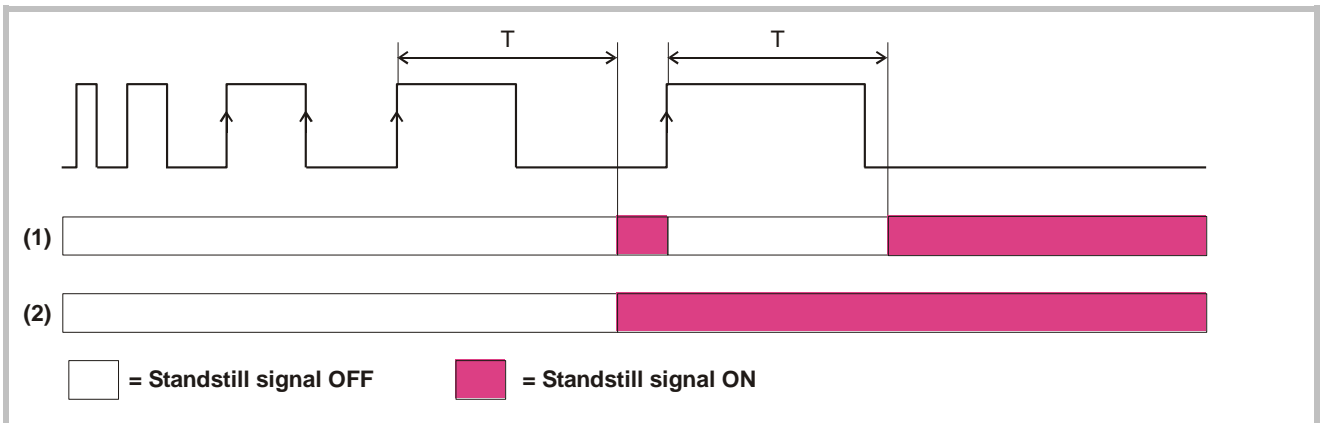 T T
(1)
(2)
= Standstill signal OFF = Standstill signal ON